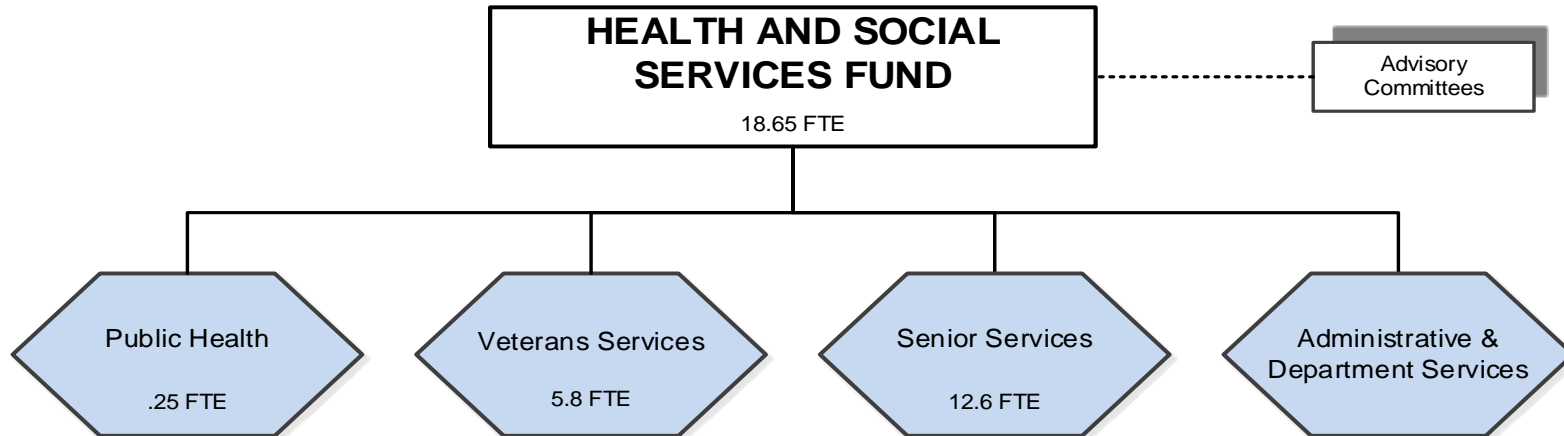 HEALTH AND SOCIAL
SERVICES FUND
18.65 FTE
Advisory
Committees
Public Health
.25 FTE
Veterans Services
5.8 FTE
Senior Services
12.6 FTE
Administrative &
Department Services